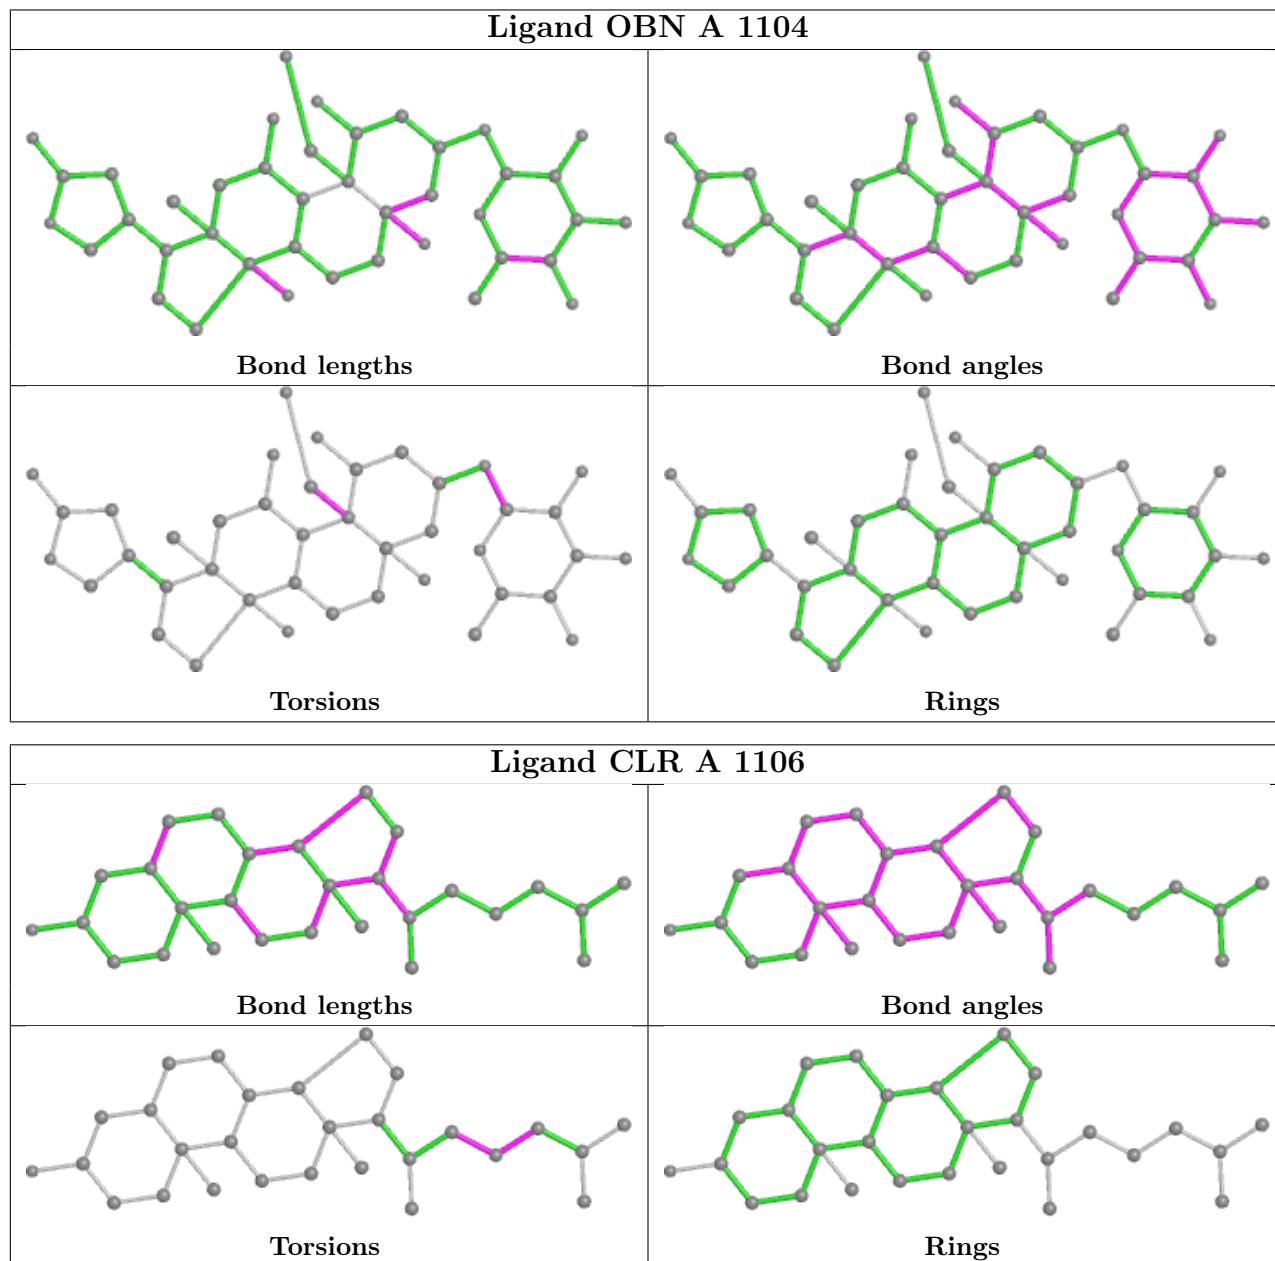 Ligand OBN A 1104
Bond lengths
Bond angles
Torsions
Rings
Ligand CLR A 1106
Bond lengths
Bond angles
Torsions
Rings